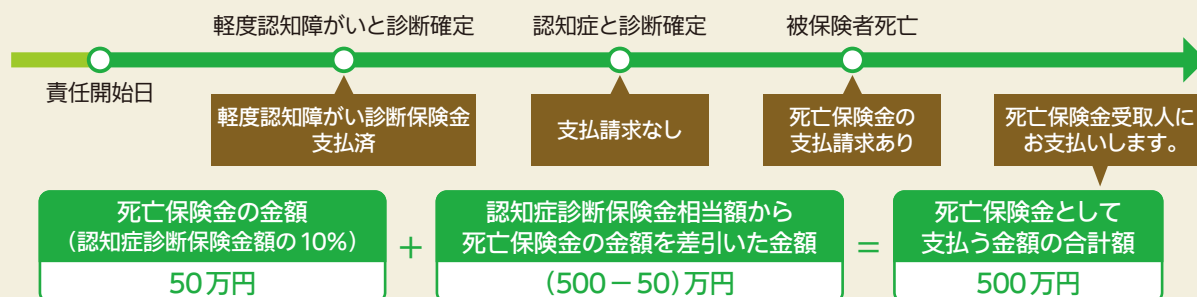 軽度認知障がいと診断確定
認知症と診断確定
被保険者死亡
責任開始日
軽度認知障がい診断保険金
支払済
支払請求なし
死亡保険金の
支払請求あり
死亡保険金受取人に
お支払いします。
死亡保険金の金額
(認知症診断保険金額の10%)
50万円
+
認知症診断保険金相当額から
死亡保険金の金額を差引いた金額
(500-50)万円
=
死亡保険金として
支払う金額の合計額
500万円